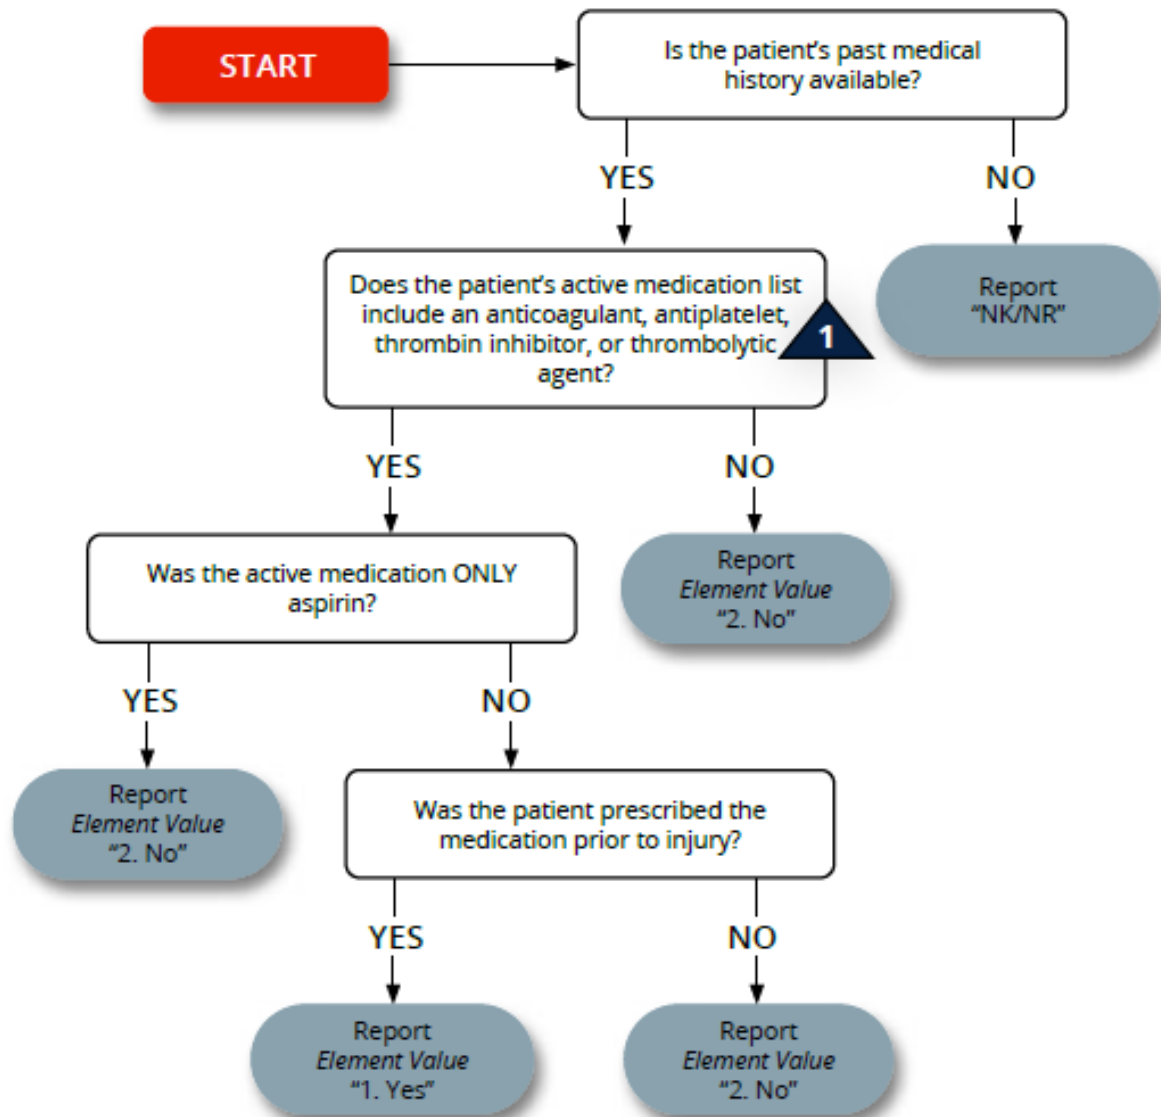 START
Is the patient's past medical
history available?
YES
NO
Does the patient's active medication list
include an anticoagulant, antiplatelet,
thrombin inhibitor, or thrombolytic
agent?
1
Report
"NK/NR"
YES
NO
Was the active medication ONLY
aspirin?
Report
Element Value
"2. No"
YES
NO
Report
Element Value
"2. No"
Was the patient prescribed the
medication prior to injury?
YES
NO
Report
Element Value
"1. Yes"
Report
Element Value
"2. No"